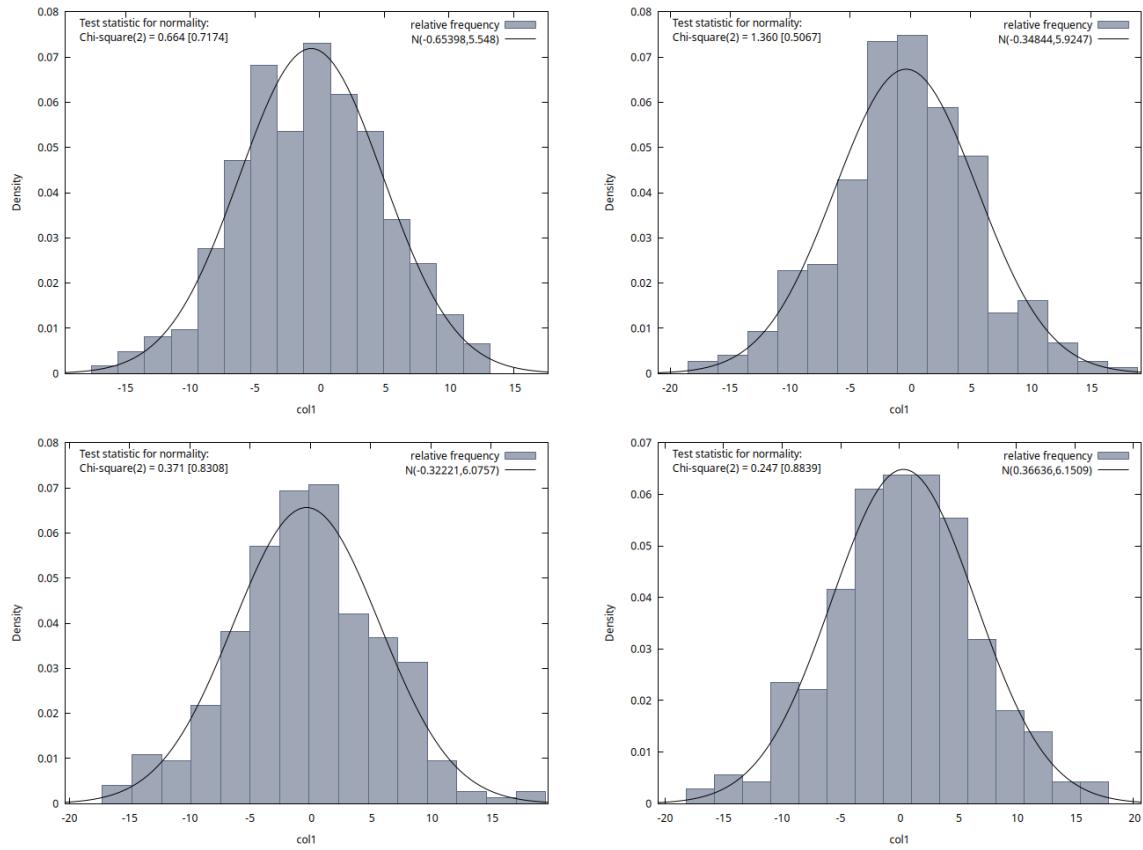 Test statistic for normality:
Chi-square(2) = 0.664 [0.7174]
relative frequency
N(-0.65398,5.548)
0.08
0.07
0.06
0.05
0.04
0.03
0.02
0.01
0
Density
-15
-10
-5
0
5
10
15
col1
Test statistic for normality:
Chi-square(2) = 1.360 [0.5067]
relative frequency
N(-0.34844,5.9247)
0.08
0.07
0.06
0.05
0.04
0.03
0.02
0.01
0
Density
-20
-15
-10
-5
0
5
10
15
col1
Test statistic for normality:
Chi-square(2) = 0.371 [0.8308]
relative frequency
N(-0.32221,6.0757)
0.08
0.07
0.06
0.05
0.04
0.03
0.02
0.01
0
Density
-20
-15
-10
-5
0
5
10
15
col1
Test statistic for normality:
Chi-square(2) = 0.247 [0.8839]
relative frequency
N(0.36636,6.1509)
0.07
0.06
0.05
0.04
0.03
0.02
0.01
0
Density
-20
-15
-10
-5
0
5
10
15
20
col1